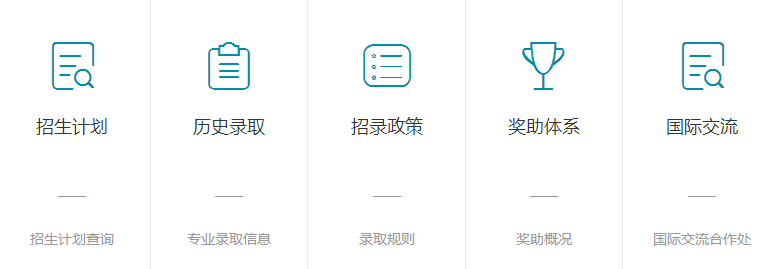 招生计划
历史录取
招录政策
奖助体系
国际交流
招生计划查询
专业录取信息
录取规则
奖助概况
国际交流合作处